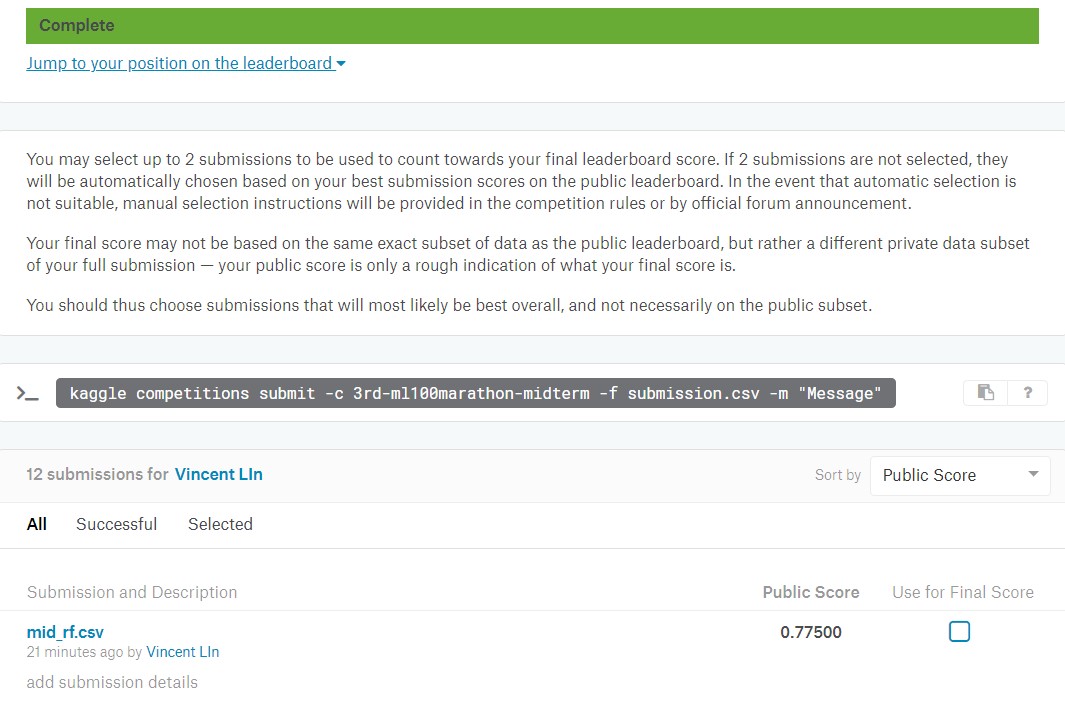 Complete
Jump to your position on the leaderboard
You may select up to 2 submissions to be used to count towards your final leaderboard score. If 2 submissions are not selected, they
will be automatically chosen based on your best submission scores on the public leaderboard. In the event that automatic selection is
not suitable, manual selection instructions will be provided in the competition rules or by official forum announcement.
Your final score may not be based on the same exact subset of data as the public leaderboard, but rather a different private data subset
of your full submission — your public score is only a rough indication of what your final score is.
You should thus choose submissions that will most likely be best overall, and not necessarily on the public subset.
>_ kaggle competitions submit -c 3rd-ml100marathon-midterm -f submission.csv -m "Message" ?
12 submissions for Vincent LIn Sort by Public Score
All Successful Selected
Submission and Description Public Score Use for Final Score
mid_rf.csv 0.77500
21 minutes ago by Vincent LIn
add submission details